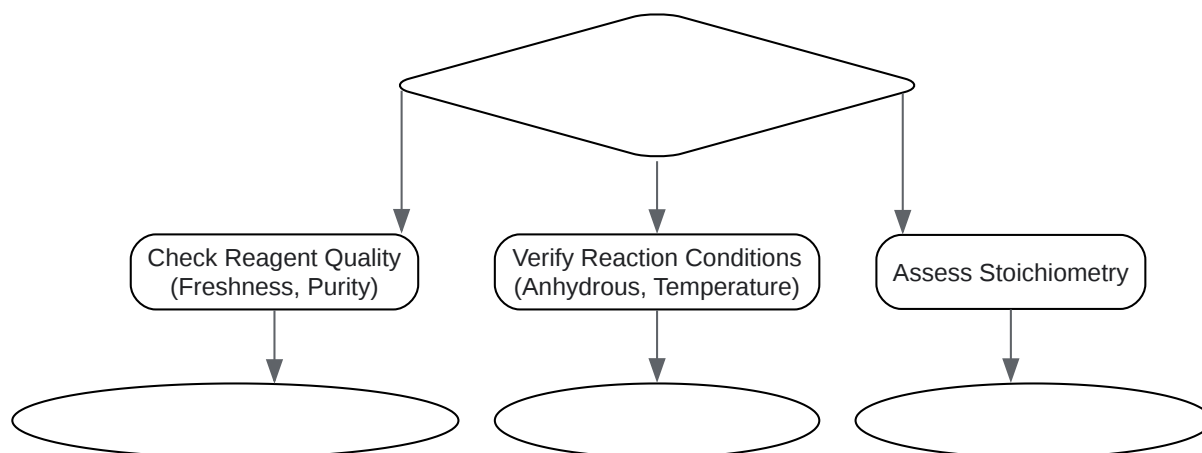 Check Reagent Quality
(Freshness, Purity)
Verify Reaction Conditions
(Anhydrous, Temperature)
Assess Stoichiometry